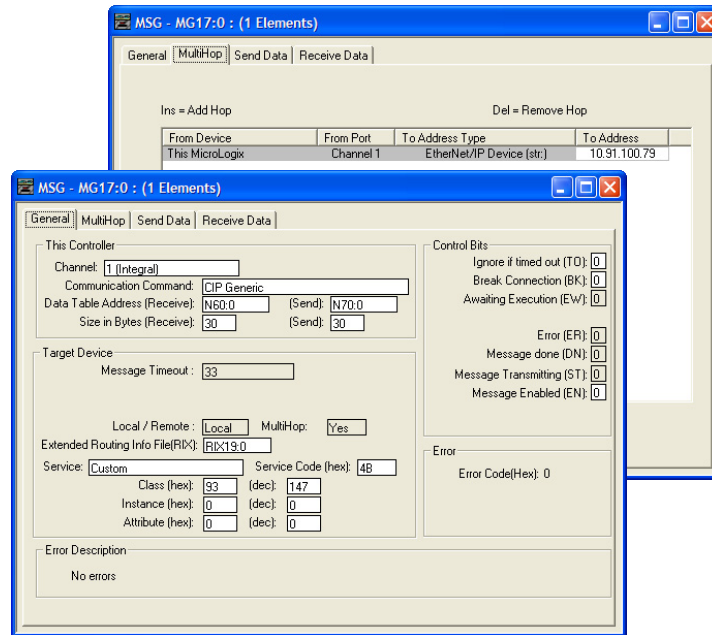 MSG - MG17:0 : (1 Elements)
General MultiHop Send Data Receive Data
Ins = Add Hop Del = Remove Hop
From Device From Port To Address Type To Address
This MicroLogix Channel 1 EtherNet/IP Device (str:) 10.91.100.79
MSG - MG17:0 : (1 Elements)
General MultiHop Send Data Receive Data
This Controller
Channel: 1 (Integral)
Communication Command: CIP Generic
Data Table Address (Receive): N60:0 (Send): N70:0
Size in Bytes (Receive): 30 (Send): 30
Target Device
Message Timeout : 33
Local / Remote : Local MultiHop: Yes
Extended Routing Info File(RIX): RIX19:0
Service: Custom Service Code (hex): 4B
Class (hex): 93 (dec): 147
Instance (hex): 0 (dec): 0
Attribute (hex): 0 (dec): 0
Control Bits
Ignore if timed out (TO): 0
Break Connection (BK): 0
Awaiting Execution (EW): 0
Error (ER): 0
Message done (DN): 0
Message Transmitting (ST): 0
Message Enabled (EN): 0
Error
Error Code(Hex): 0
Error Description
No errors